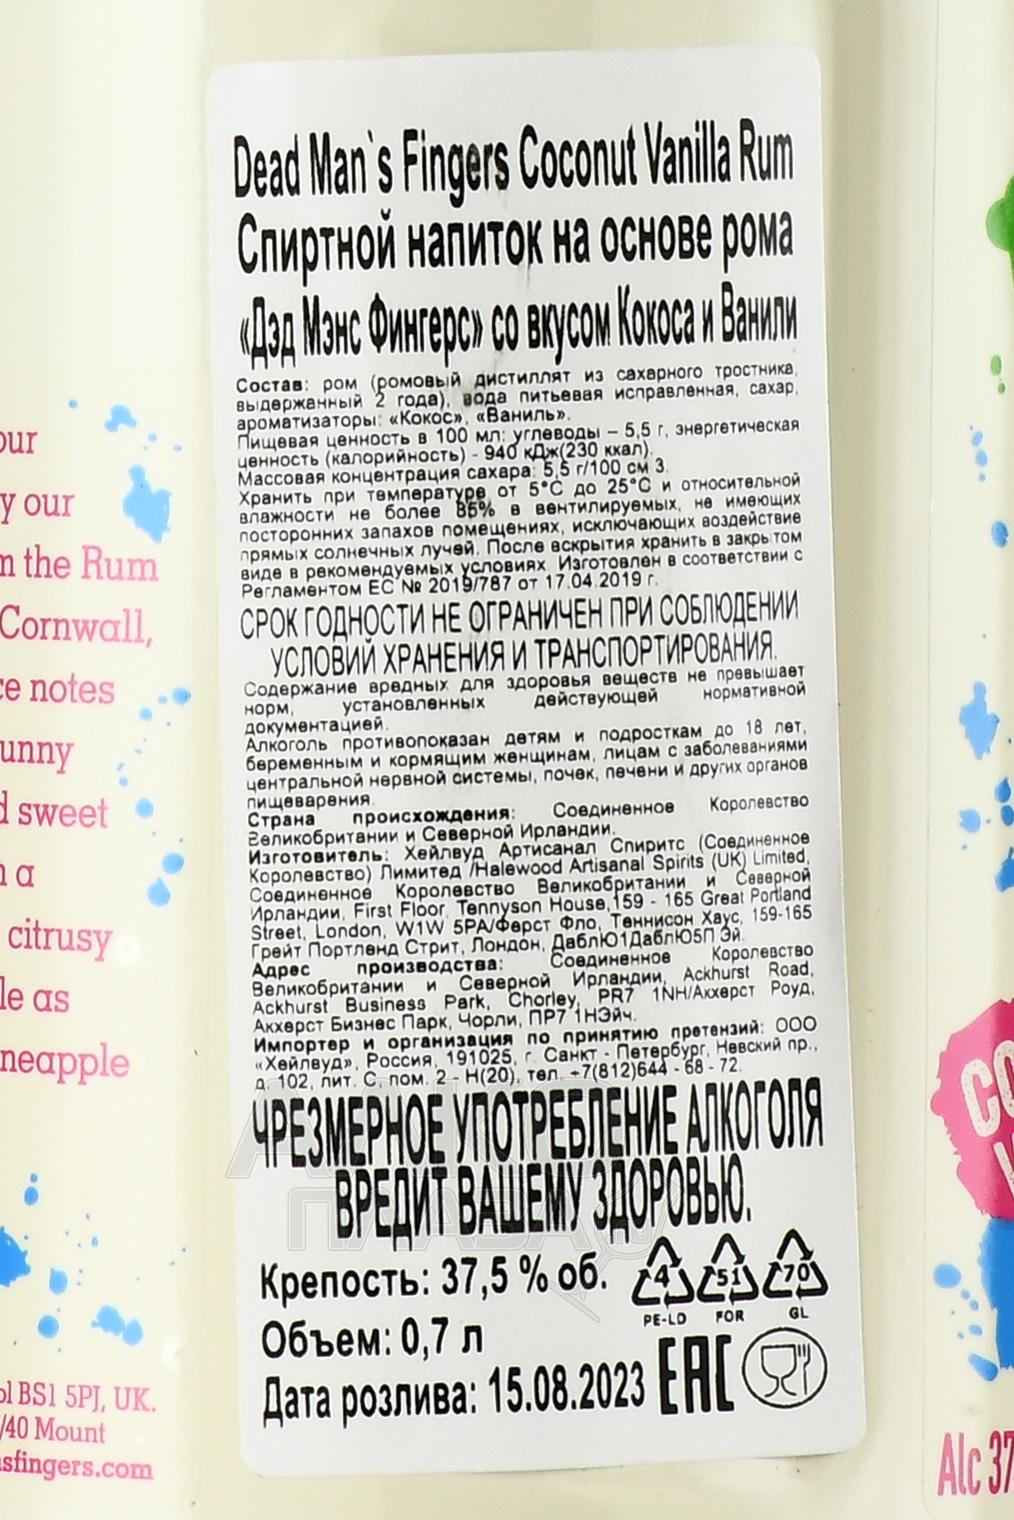 Dead Man`s Fingers Coconut Vanilla Rum
Спиртной напиток на основе рома
«Дэд Мэнс Фингерс» со вкусом Кокоса и Ванили
Состав: ром (ромовый дистиллят из сахарного тростника,
выдержанный 2 года), вода питьевая исправленная, сахар,
ароматизаторы: «Кокос», «Ваниль».
Пищевая ценность в 100 мл: углеводы – 5,5 г, энергетическая
ценность (калорийность) - 940 кДж(230 ккал).
Массовая концентрация сахара: 5,5 г/100 см 3.
Хранить при температуре от 5°С до 25°С и относительной
влажности не более 85% в вентилируемых, не имеющих
посторонних запахов помещениях, исключающих воздействие
прямых солнечных лучей. После вскрытия хранить в закрытом
виде в рекомендуемых условиях. Изготовлен в соответствии с
Регламентом ЕС № 2019/787 от 17.04.2019 г.
СРОК ГОДНОСТИ НЕ ОГРАНИЧЕН ПРИ СОБЛЮДЕНИИ
УСЛОВИЙ ХРАНЕНИЯ И ТРАНСПОРТИРОВАНИЯ.
Содержание вредных для здоровья веществ не превышает
норм, установленных действующей нормативной
документацией.
Алкоголь противопоказан детям и подросткам до 18 лет,
беременным и кормящим женщинам, лицам с заболеваниями
центральной нервной системы, почек, печени и других органов
пищеварения.
Страна происхождения: Соединенное Королевство
Великобритании и Северной Ирландии.
Изготовитель: Хейлвуд Артисанал Спиритс (Соединенное
Королевство) Лимитед /Halewood Artisanal Spirits (UK) Limited,
Соединенное Королевство Великобритании и Северной
Ирландии, First Floor, Tennyson House,159 - 165 Great Portland
Street, London, W1W 5PA/Ферст Фло, Теннисон Хаус, 159-165
Грейт Портленд Стрит, Лондон, ДаблЮ1ДаблЮ5П Эй.
Адрес производства: Соединенное Королевство
Великобритании и Северной Ирландии, Ackhurst Road,
Ackhurst Business Park, Chorley, PR7 1NH/Акхерст Роуд,
Акхерст Бизнес Парк, Чорли, ПР7 1НЭйч.
Импортер и организация по принятию претензий: ООО
«Хейлвуд», Россия, 191025, г. Санкт - Петербург, Невский пр.,
д. 102, лит. С, пом. 2 - Н(20), тел. +7(812)644 - 68 - 72.
ЧРЕЗМЕРНОЕ УПОТРЕБЛЕНИЕ АЛКОГОЛЯ
ВРЕДИТ ВАШЕМУ ЗДОРОВЬЮ.
Крепость: 37,5 % об.
4 51 70
PE-LD FOR GL
Объем: 0,7 л
Дата розлива: 15.08.2023
EAC
our
y our
the Rum
Cornwall,
notes
unny
sweet
a
citrusy
as
neapple
BS1 5PJ, UK.
/40 Mount
sfingers.com
CO
Alc 37